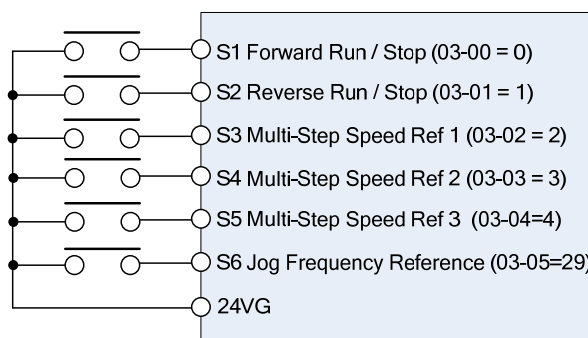 S1 Forward Run / Stop (03-00 = 0)
S2 Reverse Run / Stop (03-01 = 1)
S3 Multi-Step Speed Ref 1 (03-02 = 2)
S4 Multi-Step Speed Ref 2 (03-03 = 3)
S5 Multi-Step Speed Ref 3 (03-04=4)
S6 Jog Frequency Reference (03-05=29)
24VG